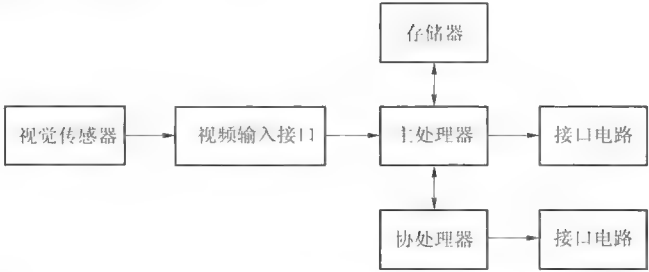 存储器
视觉传感器
视频输入接口
主处理器
接口电路
协处理器
接口电路